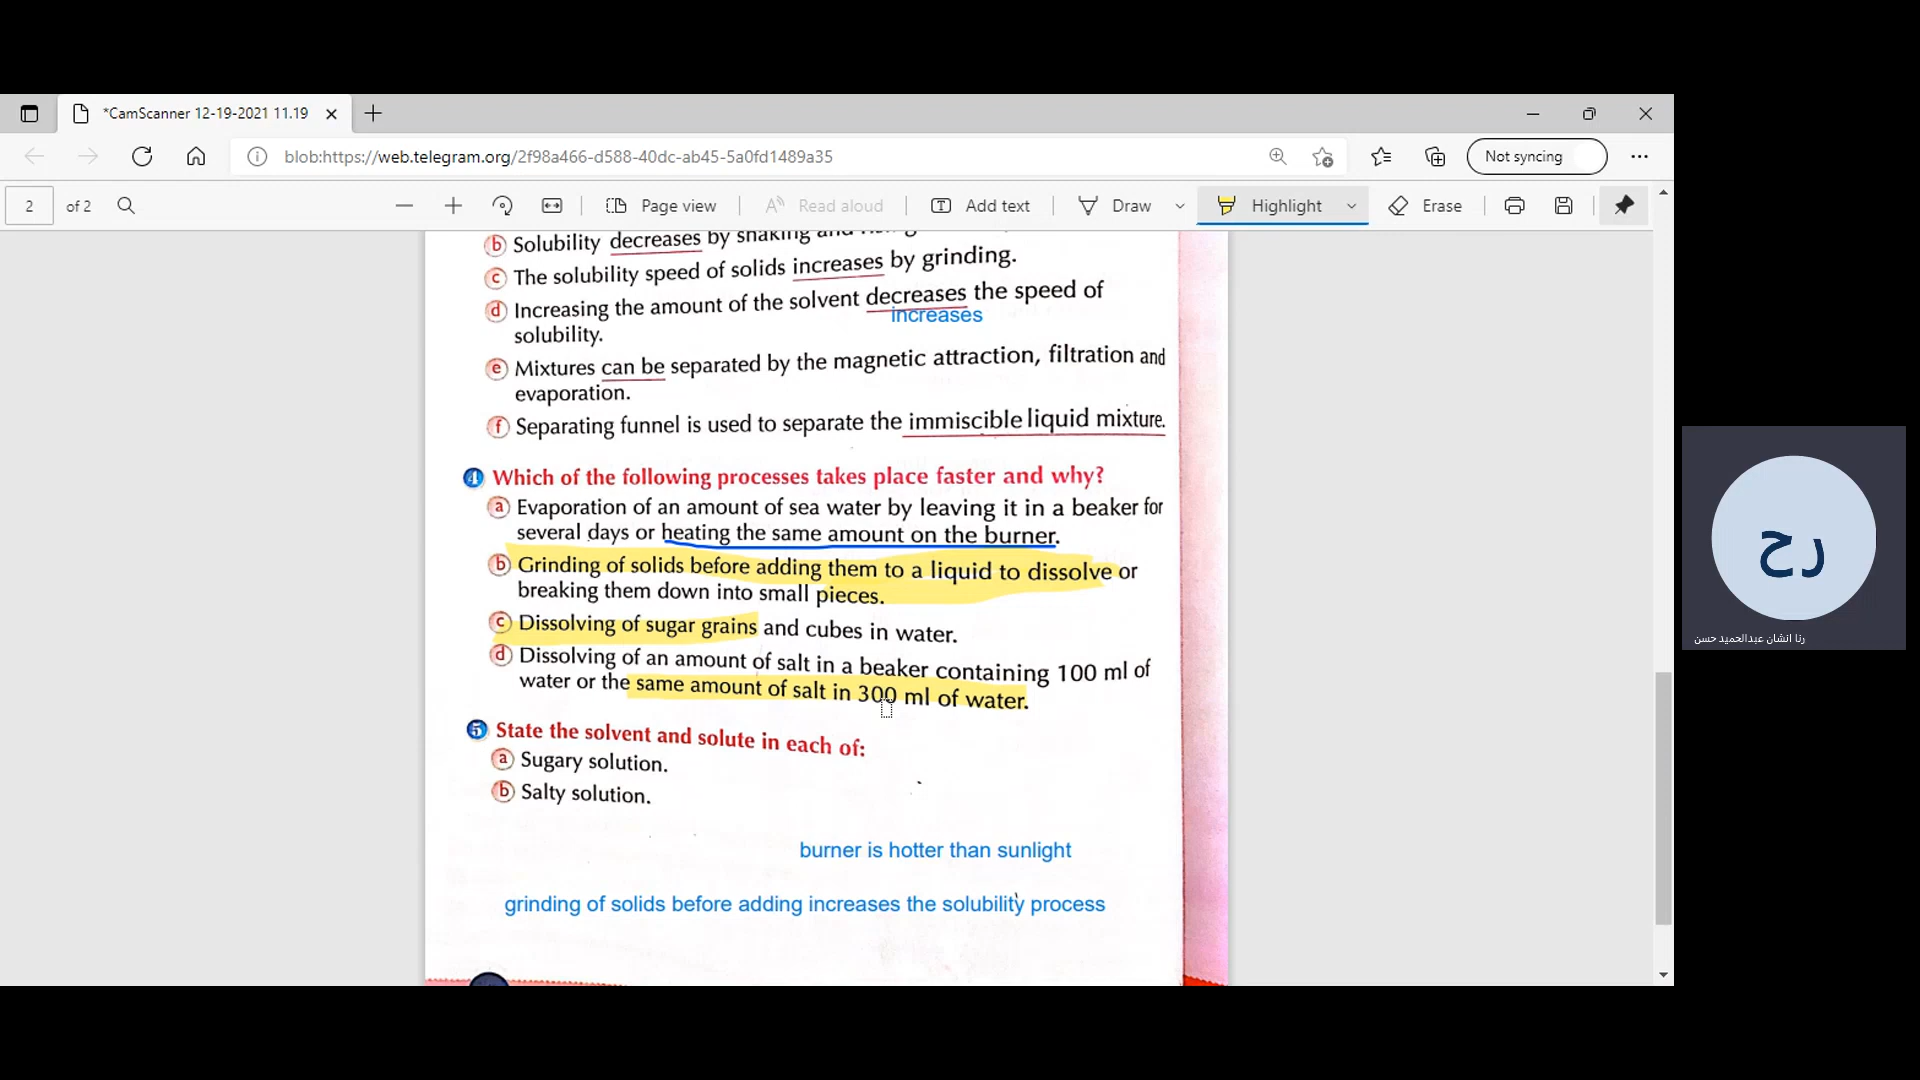 *CamScanner 12-19-2021 11.19
blob:https://web.telegram.org/2f98a466-d588-40dc-ab45-5a0fd1489a35
Not syncing
2 of 2
Page view
Read aloud
Add text
Draw
Highlight
Erase
b Solubility decreases by shaking and
c The solubility speed of solids increases by grinding.
d Increasing the amount of the solvent decreases the speed of
increases
solubility.
e Mixtures can be separated by the magnetic attraction, filtration and
evaporation.
f Separating funnel is used to separate the immiscible liquid mixture.
4 Which of the following processes takes place faster and why?
a Evaporation of an amount of sea water by leaving it in a beaker for
several days or heating the same amount on the burner.
b Grinding of solids before adding them to a liquid to dissolve or
breaking them down into small pieces.
c Dissolving of sugar grains and cubes in water.
d Dissolving of an amount of salt in a beaker containing 100 ml of
water or the same amount of salt in 300 ml of water.
5 State the solvent and solute in each of:
a Sugary solution.
b Salty solution.
burner is hotter than sunlight
grinding of solids before adding increases the solubility process
رح
رنا انشان عبدالحميد حسن